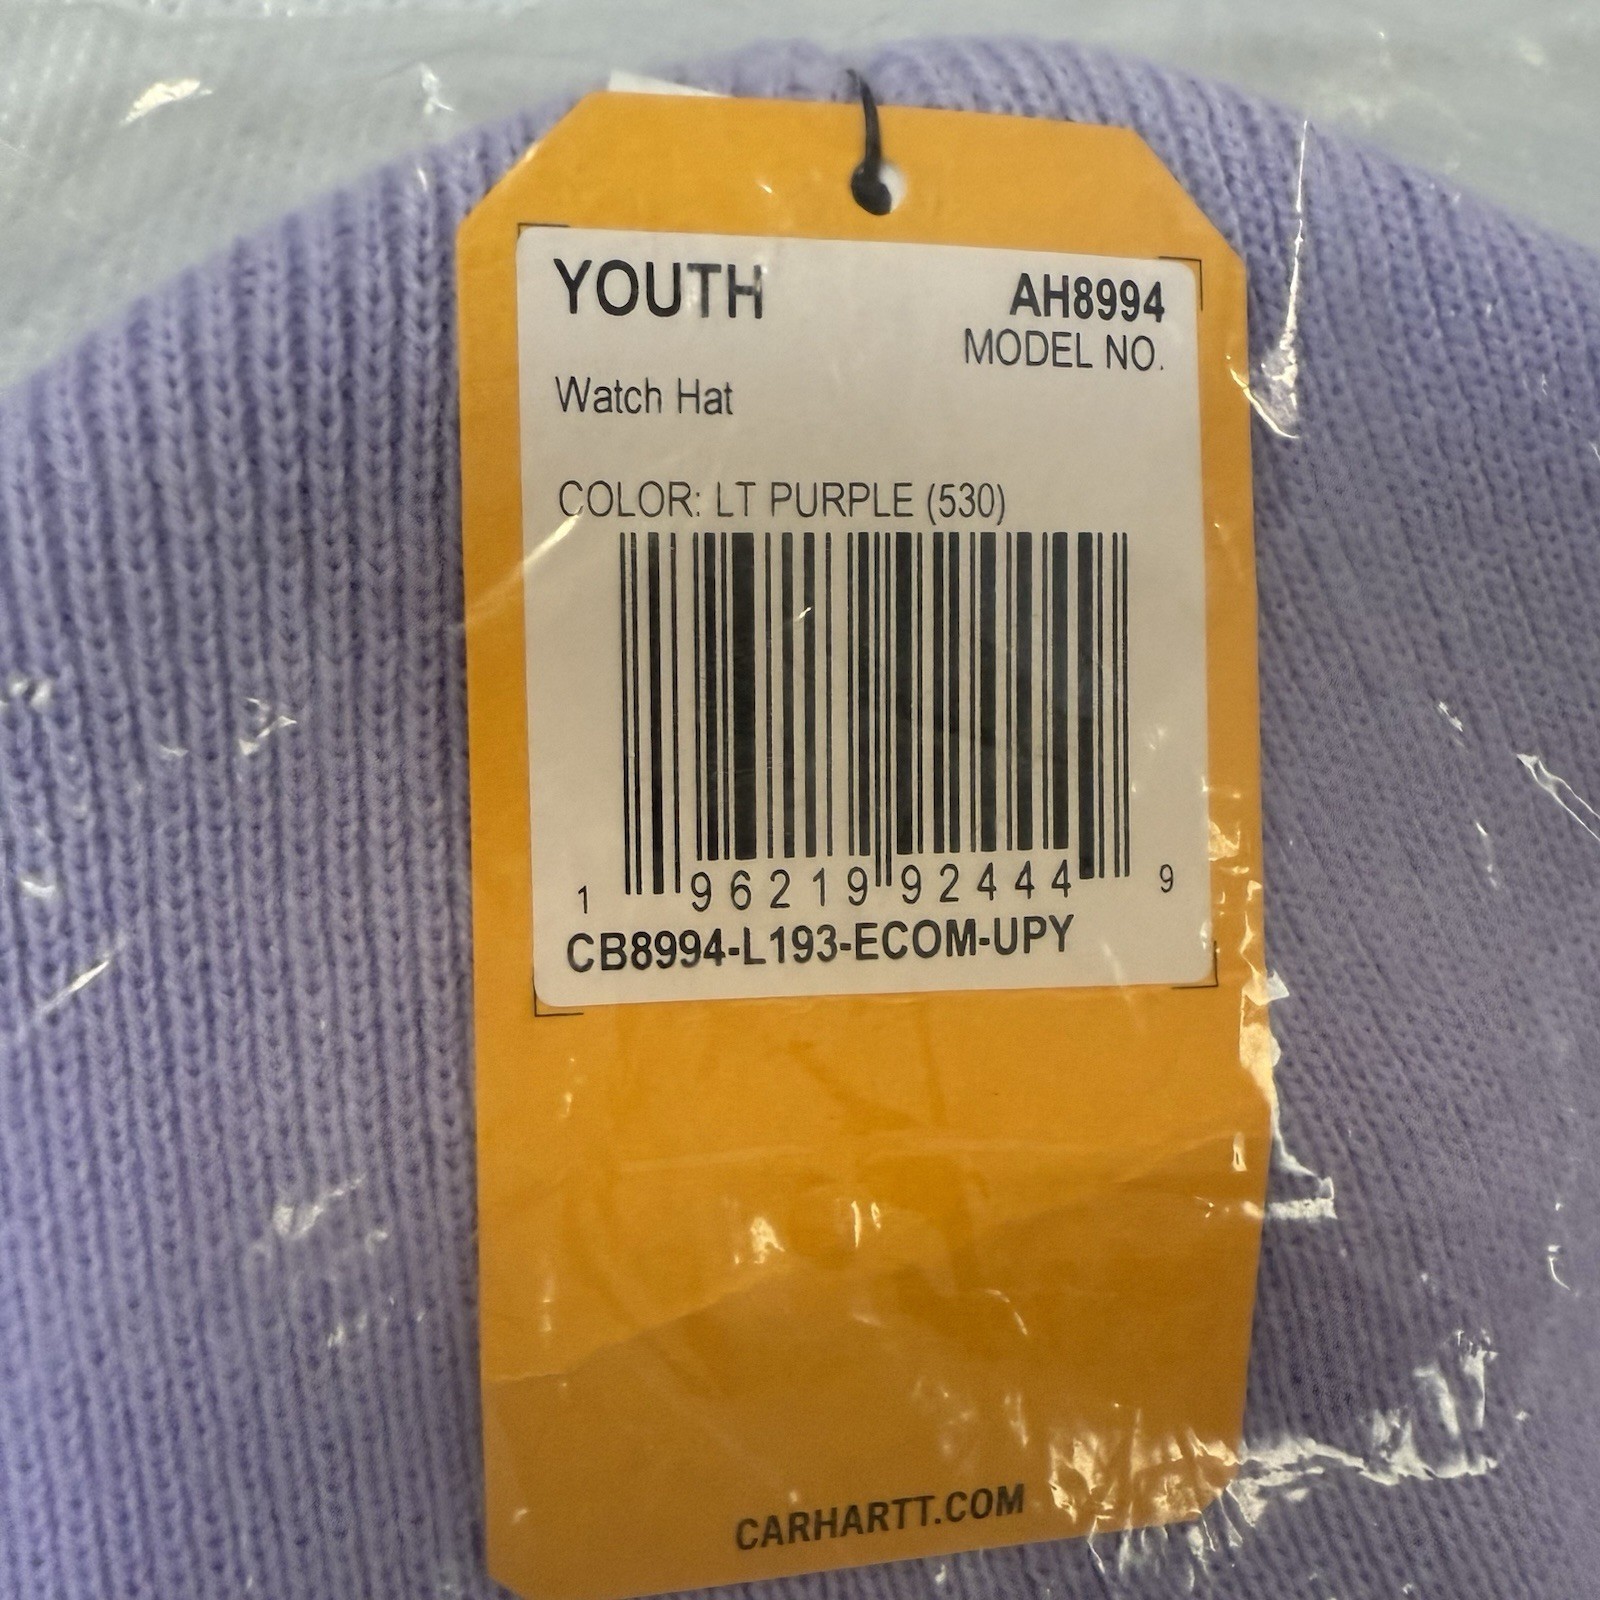 YOUTH
AH8994
MODEL NO.
Watch Hat
COLOR: LT PURPLE (530)
1 96219 92444 9
CB8994-L193-ECOM-UPY
CARHARTT.COM